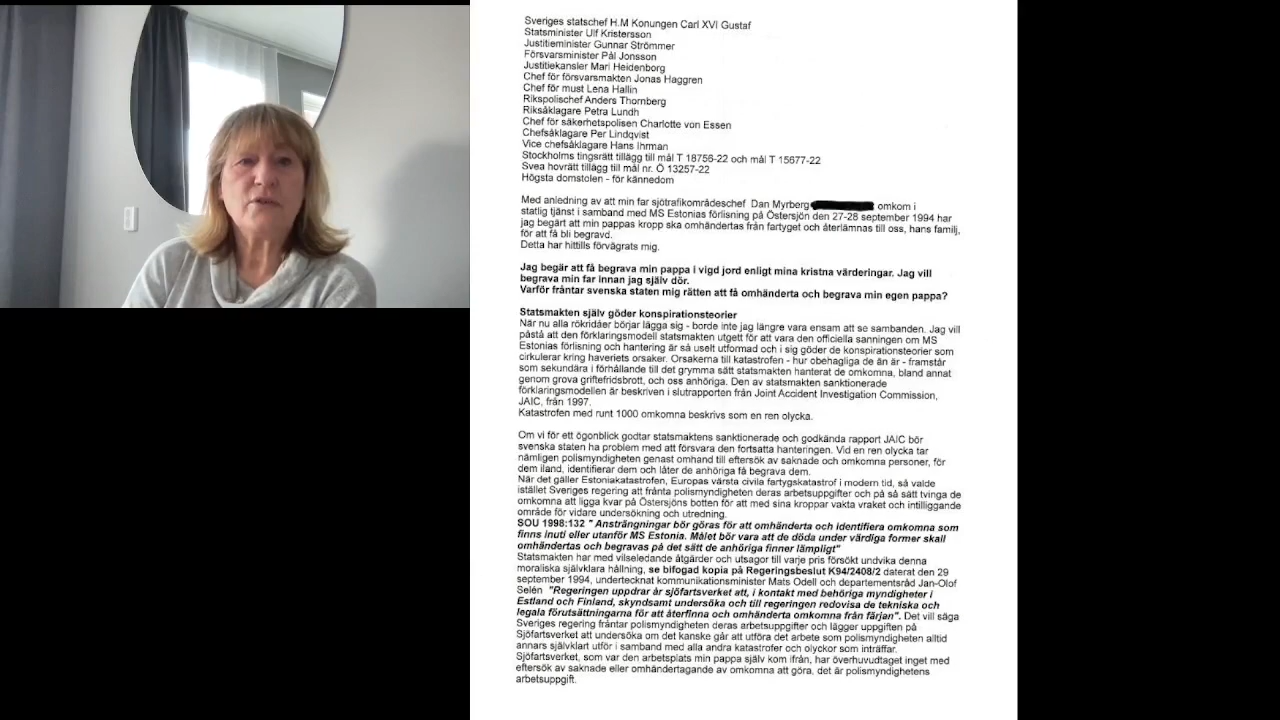 Sveriges statschef H.M Konungen Carl XVI Gustaf
Statsminister Ulf Kristersson
Justitieminister Gunnar Strömmer
Försvarsminister Pål Jonsson
Justitiekansler Mari Heidenborg
Chef för försvarsmakten Jonas Haggren
Chef för must Lena Hallin
Rikspolischef Anders Thornberg
Riksåklagare Petra Lundh
Chef för säkerhetspolisen Charlotte von Essen
Chefsåklagare Per Lindqvist
Vice chefsåklagare Hans Ihrman
Stockholms tingsrätt tillägg till mål T 18756-22 och mål T 15677-22
Svea hovrätt tillägg till mål nr. Ö 13257-22
Högsta domstolen - för kännedom
Med anledning av att min far sjötrafikområdeschef Dan Myrberg omkom i
statlig tjänst i samband med MS Estonias förlisning på Östersjön den 27-28 september 1994 har
jag begärt att min pappas kropp ska omhändertas från fartyget och återlämnas till oss, hans familj,
för att få bli begravd.
Detta har hittills förvägrats mig.
Jag begär att få begrava min pappa i vigd jord enligt mina kristna värderingar. Jag vill
begrava min far innan jag själv dör.
Varför fråntar svenska staten mig rätten att få omhänderta och begrava min egen pappa?
Statsmakten själv göder konspirationsteorier
När nu alla rökridåer börjar lägga sig - borde inte jag längre vara ensam att se sambanden. Jag vill
påstå att den förklaringsmodell statsmakten utgett för att vara den officiella sanningen om MS
Estonias förlisning och hantering är så uselt utformad och i sig göder de konspirationsteorier som
cirkulerar kring haveriets orsaker. Orsakerna till katastrofen - hur obehagliga de än är - framstår
som sekundära i förhållande till det grymma sätt statsmakten hanterat de omkomna, bland annat
genom grova griftefridsbrott, och oss anhöriga. Den av statsmakten sanktionerade
förklaringsmodellen är beskriven i slutrapporten från Joint Accident Investigation Commission,
JAIC, från 1997.
Katastrofen med runt 1000 omkomna beskrivs som en ren olycka.
Om vi för ett ögonblick godtar statsmaktens sanktionerade och godkända rapport JAIC bör
svenska staten ha problem med att försvara den fortsatta hanteringen. Vid en ren olycka tar
nämligen polismyndigheten genast omhand till eftersök av saknade och omkomna personer, för
dem iland, identifierar dem och låter de anhöriga få begrava dem.
När det gäller Estoniakatastrofen, Europas värsta civila fartygskatastrof i modern tid, så valde
istället Sveriges regering att frånta polismyndigheten deras arbetsuppgifter och på så sätt tvinga de
omkomna att ligga kvar på Östersjöns botten för att med sina kroppar vakta vraket och intilliggande
område för vidare undersökning och utredning.
SOU 1998:132 " Ansträngningar bör göras för att omhänderta och identifiera omkomna som
finns inuti eller utanför MS Estonia. Målet bör vara att de döda under värdiga former skall
omhändertas och begravas på det sätt de anhöriga finner lämpligt"
Statsmakten har med vilseledande åtgärder och utsagor till varje pris försökt undvika denna
moraliska självklara hållning, se bifogad kopia på Regeringsbeslut K94/2408/2 daterat den 29
september 1994, undertecknat kommunikationsminister Mats Odell och departementsråd Jan-Olof
Selén "Regeringen uppdrar år sjöfartsverket att, i kontakt med behöriga myndigheter i
Estland och Finland, skyndsamt undersöka och till regeringen redovisa de tekniska och
legala förutsättningarna för att återfinna och omhänderta omkomna från färjan". Det vill säga
Sveriges regering fråntar polismyndigheten deras arbetsuppgifter och lägger uppgiften på
Sjöfartsverket att undersöka om det kanske går att utföra det arbete som polismyndigheten alltid
annars självklart utför i samband med alla andra katastrofer och olyckor som inträffar.
Sjöfartsverket, som var den arbetsplats min pappa själv kom ifrån, har överhuvudtaget inget med
eftersök av saknade eller omhändertagande av omkomna att göra, det är polismyndighetens
arbetsuppgift.